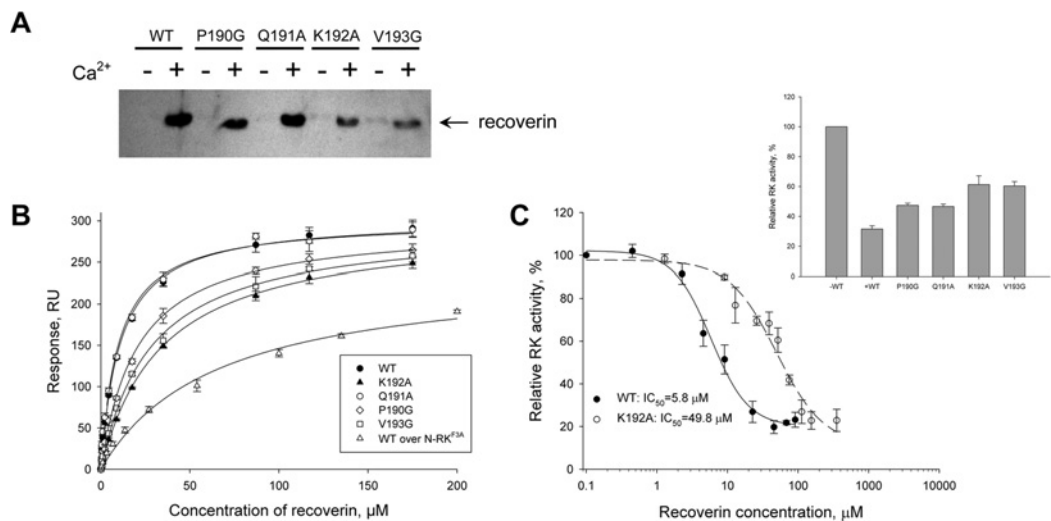 A
WT P190G Q191A K192A V193G
Ca2+ - + - + - + - + - +
recoverin
B
Response, RU
350
300
250
200
150
100
50
0
0 50 100 150 200
Concentration of recoverin, µM
WT
K192A
Q191A
P190G
V193G
WT over N-RKF3A
C
Relative RK activity, %
120
100
80
60
40
20
0
0.1 1 10 100 1000 10000
Recoverin concentration, µM
WT: IC50=5.8 µM
K192A: IC50=49.8 µM
Relative RK activity, %
120
100
80
60
40
20
0
-WT +WT P190G Q191A K192A V193G